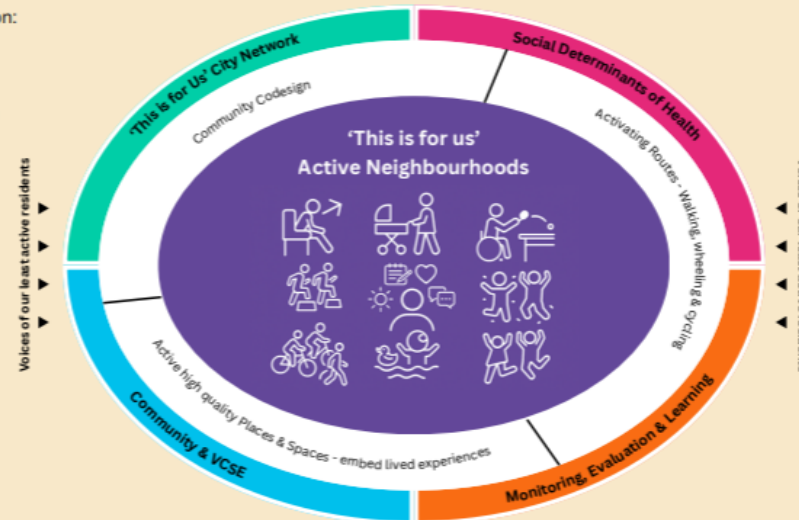 'This is for Us' City Network
Social Determinants of Health
Community Codesign
Activating Routes - Walking, wheeling & cycling
'This is for us'
Active Neighbourhoods
Voices of our least active residents
Active high quality Places & Spaces - embed lived experiences
Community & VCSE
Monitoring, Evaluation & Learning